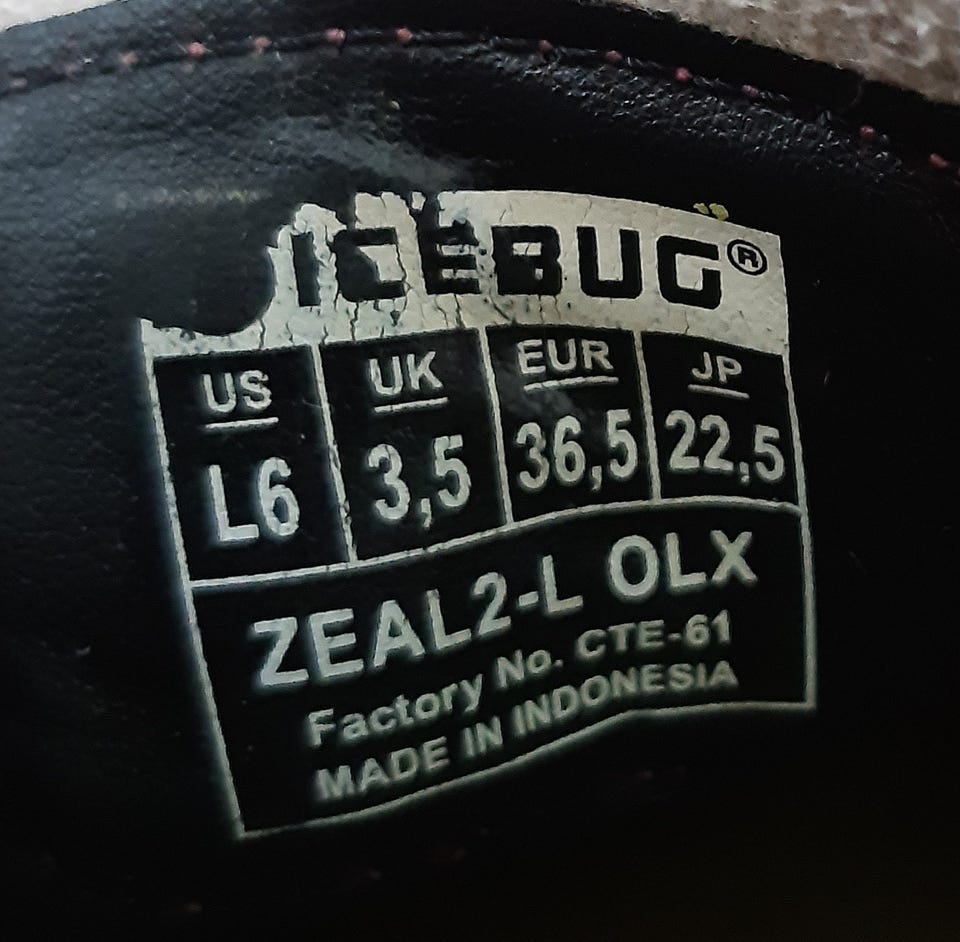 ICEBUG®
US UK EUR JP
L6 3,5 36,5 22,5
ZEAL2-L OLX
Factory No. CTE-61
MADE IN INDONESIA